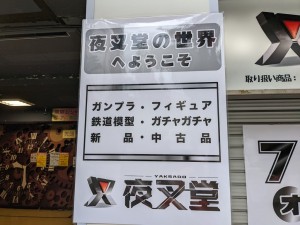 夜叉堂の世界
へようこそ
ガンプラ・フィギュア
鉄道模型・ガチャガチャ
新品・中古品
YAKSADO
夜叉堂
取り扱い商品：
7
オ